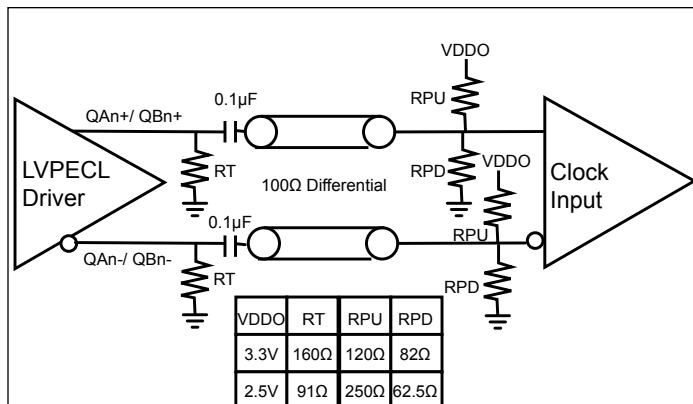 VDDO
QAn+/ QBn+
0.1µF
RPU
LVPECL
Driver
RT
100Ω Differential
RPD
VDDO
Clock
Input
0.1µF
RPU
QAn-/ QBn-
RT
RPD
VDDO RT RPU RPD
3.3V 160Ω 120Ω 82Ω
2.5V 91Ω 250Ω 62.5Ω